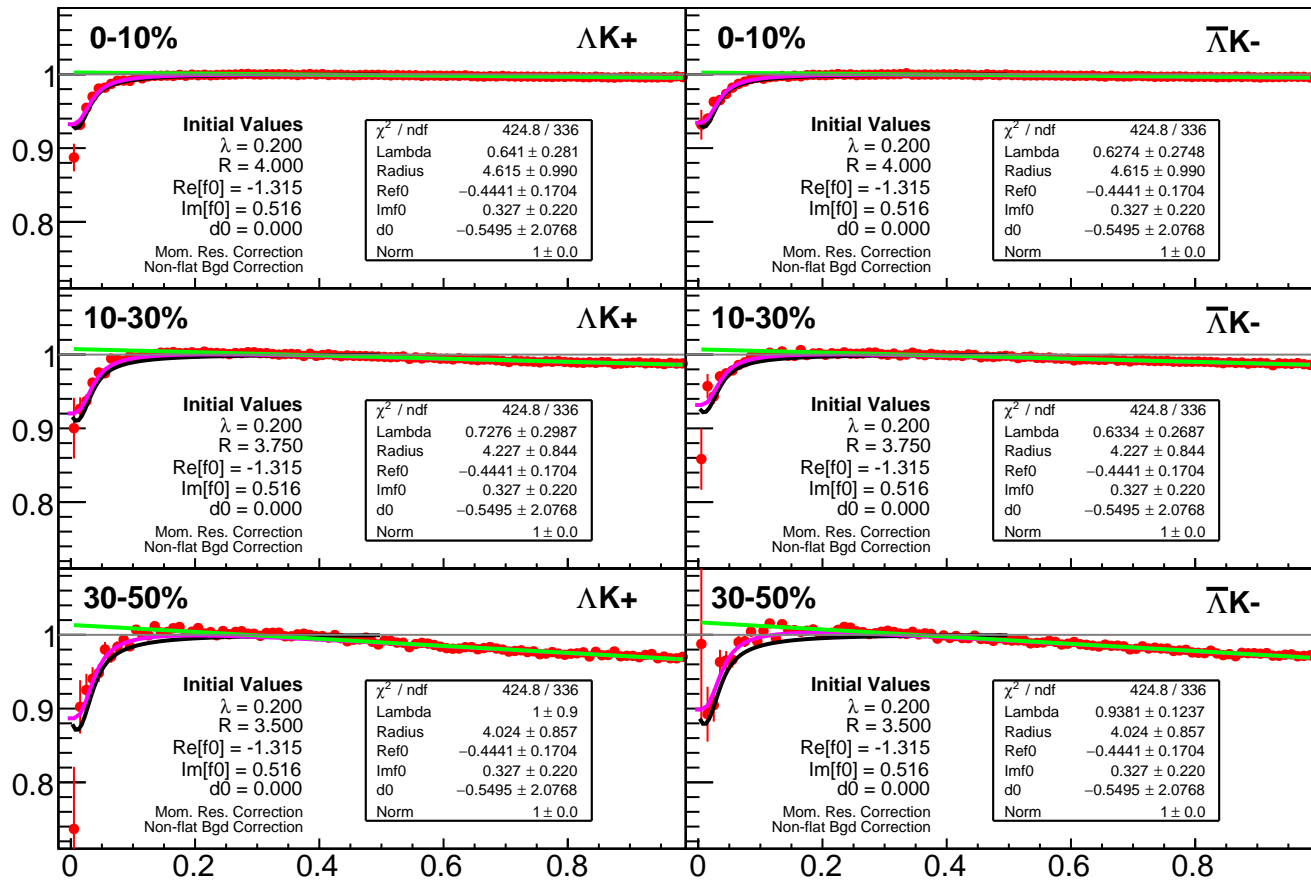 0-10%
ΛK+
1
0.9
0.8
Initial Values
λ = 0.200
R = 4.000
Re[f0] = -1.315
Im[f0] = 0.516
d0 = 0.000
Mom. Res. Correction
Non-flat Bgd Correction
χ² / ndf 424.8 / 336
Lambda 0.641 ± 0.281
Radius 4.615 ± 0.990
Ref0 −0.4441 ± 0.1704
Imf0 0.327 ± 0.220
d0 −0.5495 ± 2.0768
Norm 1 ± 0.0
0-10%
Λ̅K-
Initial Values
λ = 0.200
R = 4.000
Re[f0] = -1.315
Im[f0] = 0.516
d0 = 0.000
Mom. Res. Correction
Non-flat Bgd Correction
χ² / ndf 424.8 / 336
Lambda 0.6274 ± 0.2748
Radius 4.615 ± 0.990
Ref0 −0.4441 ± 0.1704
Imf0 0.327 ± 0.220
d0 −0.5495 ± 2.0768
Norm 1 ± 0.0
10-30%
ΛK+
1
0.9
0.8
Initial Values
λ = 0.200
R = 3.750
Re[f0] = -1.315
Im[f0] = 0.516
d0 = 0.000
Mom. Res. Correction
Non-flat Bgd Correction
χ² / ndf 424.8 / 336
Lambda 0.7276 ± 0.2987
Radius 4.227 ± 0.844
Ref0 −0.4441 ± 0.1704
Imf0 0.327 ± 0.220
d0 −0.5495 ± 2.0768
Norm 1 ± 0.0
10-30%
Λ̅K-
Initial Values
λ = 0.200
R = 3.750
Re[f0] = -1.315
Im[f0] = 0.516
d0 = 0.000
Mom. Res. Correction
Non-flat Bgd Correction
χ² / ndf 424.8 / 336
Lambda 0.6334 ± 0.2687
Radius 4.227 ± 0.844
Ref0 −0.4441 ± 0.1704
Imf0 0.327 ± 0.220
d0 −0.5495 ± 2.0768
Norm 1 ± 0.0
30-50%
ΛK+
1
0.9
0.8
Initial Values
λ = 0.200
R = 3.500
Re[f0] = -1.315
Im[f0] = 0.516
d0 = 0.000
Mom. Res. Correction
Non-flat Bgd Correction
χ² / ndf 424.8 / 336
Lambda 1 ± 0.9
Radius 4.024 ± 0.857
Ref0 −0.4441 ± 0.1704
Imf0 0.327 ± 0.220
d0 −0.5495 ± 2.0768
Norm 1 ± 0.0
30-50%
Λ̅K-
Initial Values
λ = 0.200
R = 3.500
Re[f0] = -1.315
Im[f0] = 0.516
d0 = 0.000
Mom. Res. Correction
Non-flat Bgd Correction
χ² / ndf 424.8 / 336
Lambda 0.9381 ± 0.1237
Radius 4.024 ± 0.857
Ref0 −0.4441 ± 0.1704
Imf0 0.327 ± 0.220
d0 −0.5495 ± 2.0768
Norm 1 ± 0.0
0 0.2 0.4 0.6 0.8
0 0.2 0.4 0.6 0.8